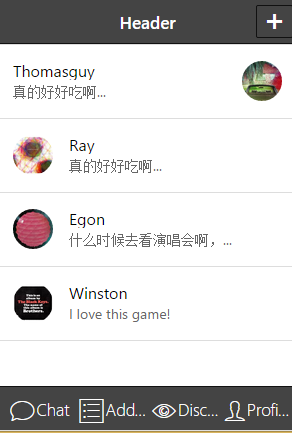 Header
Thomasguy
真的好好吃啊...
Ray
真的好好吃啊...
Egon
什么时候去看演唱会啊，...
Winston
I love this game!
Chat Add... Disc... Profi...